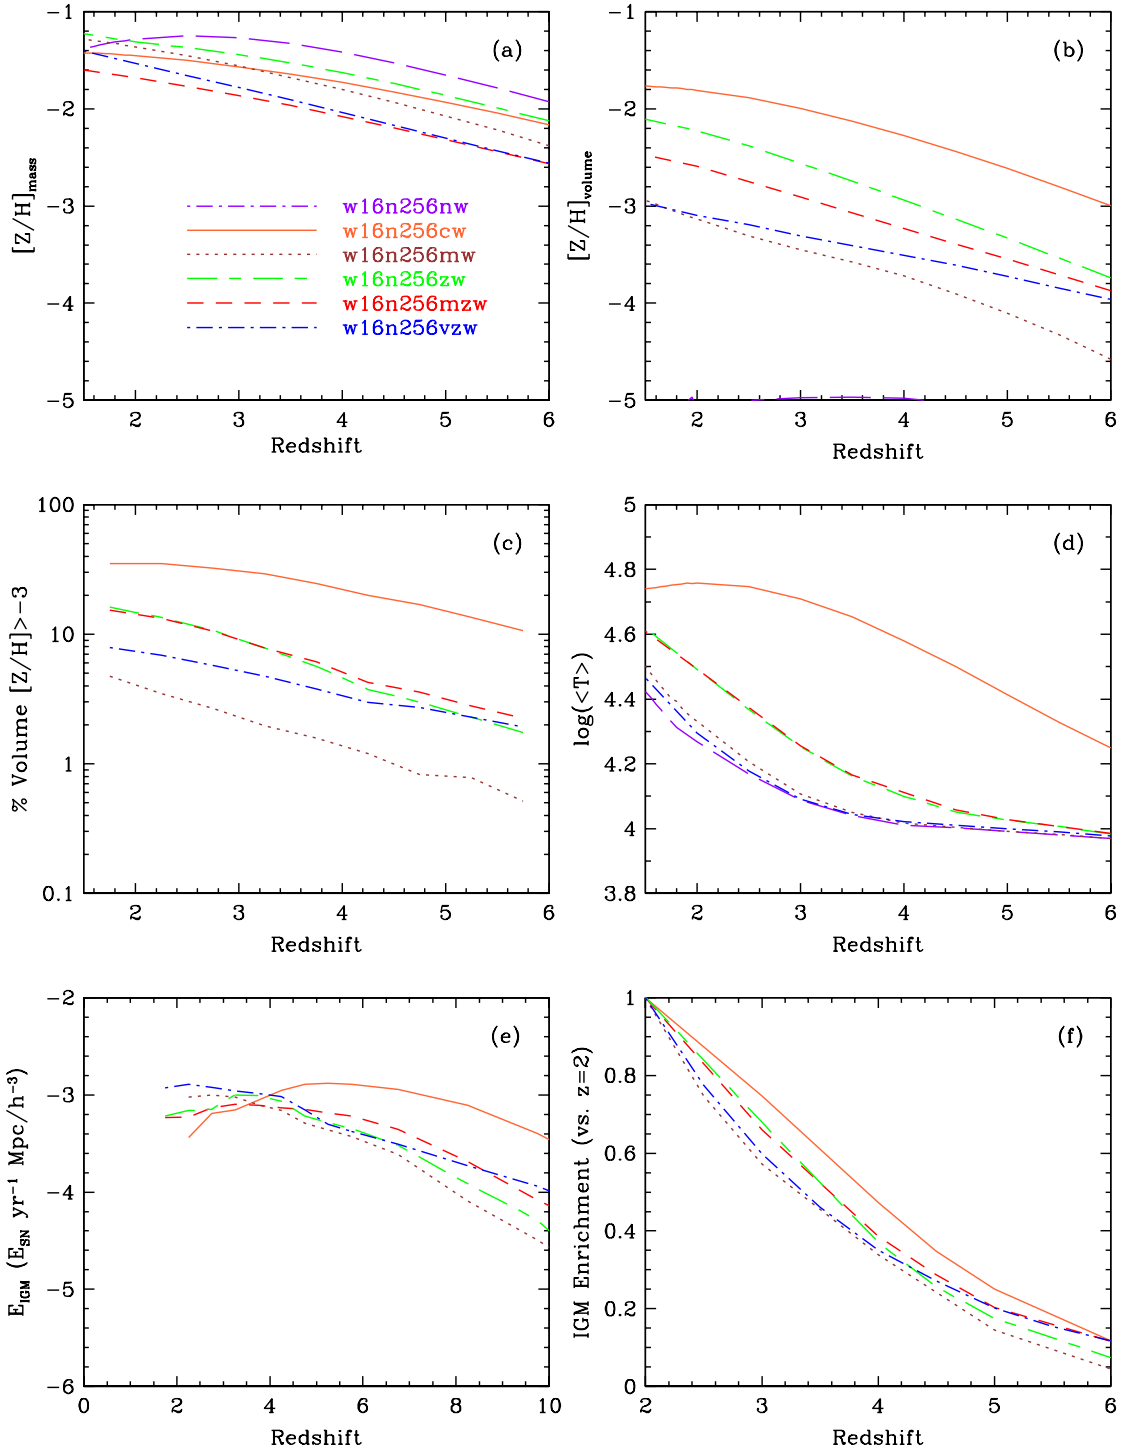 −1
−2
−3
−4
−5
[Z/H]mass
(a)
w16n256nw
w16n256cw
w16n256mw
w16n256zw
w16n256mzw
w16n256vzw
2 3 4 5 6
Redshift
−1
−2
−3
−4
−5
[Z/H]volume
(b)
2 3 4 5 6
Redshift
100
10
1
0.1
% Volume [Z/H]>−3
(c)
2 3 4 5 6
Redshift
5
4.8
4.6
4.4
4.2
4
3.8
log(<T>)
(d)
2 3 4 5 6
Redshift
−2
−3
−4
−5
−6
E_IGM (E_SN yr⁻¹ Mpc/h⁻³)
(e)
0 2 4 6 8 10
Redshift
1
0.8
0.6
0.4
0.2
0
IGM Enrichment (vs. z=2)
(f)
2 3 4 5 6
Redshift